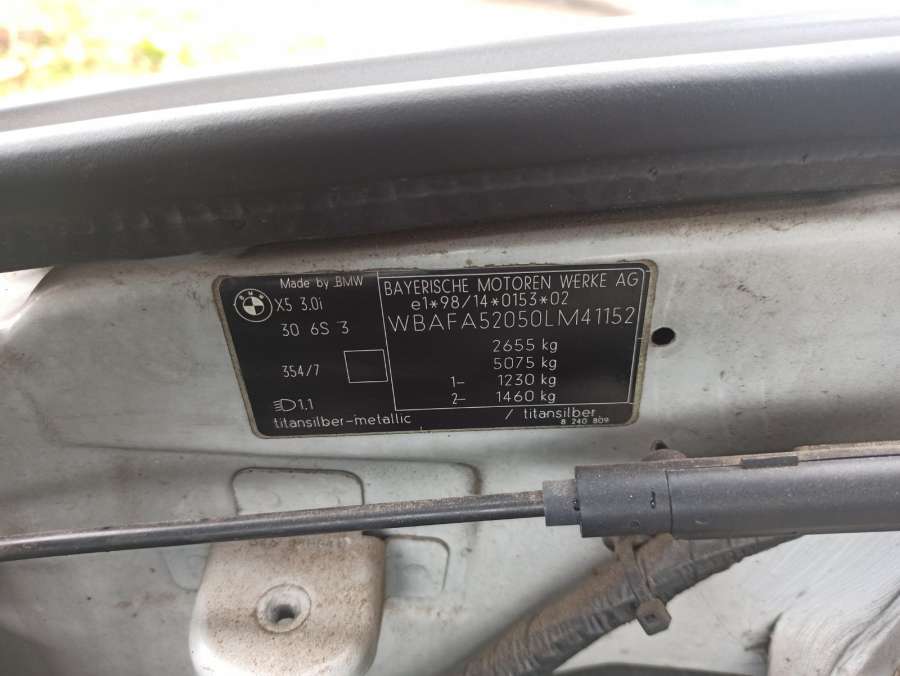 Made by BMW
BMW
X5 3.0i
30 6S 3
354/7
1,1
titansilber-metallic / titansilber
8 240 809
BAYERISCHE MOTOREN WERKE AG
e1*98/14*0153*02
WBAFA52050LM41152
2655 kg
5075 kg
1- 1230 kg
2- 1460 kg